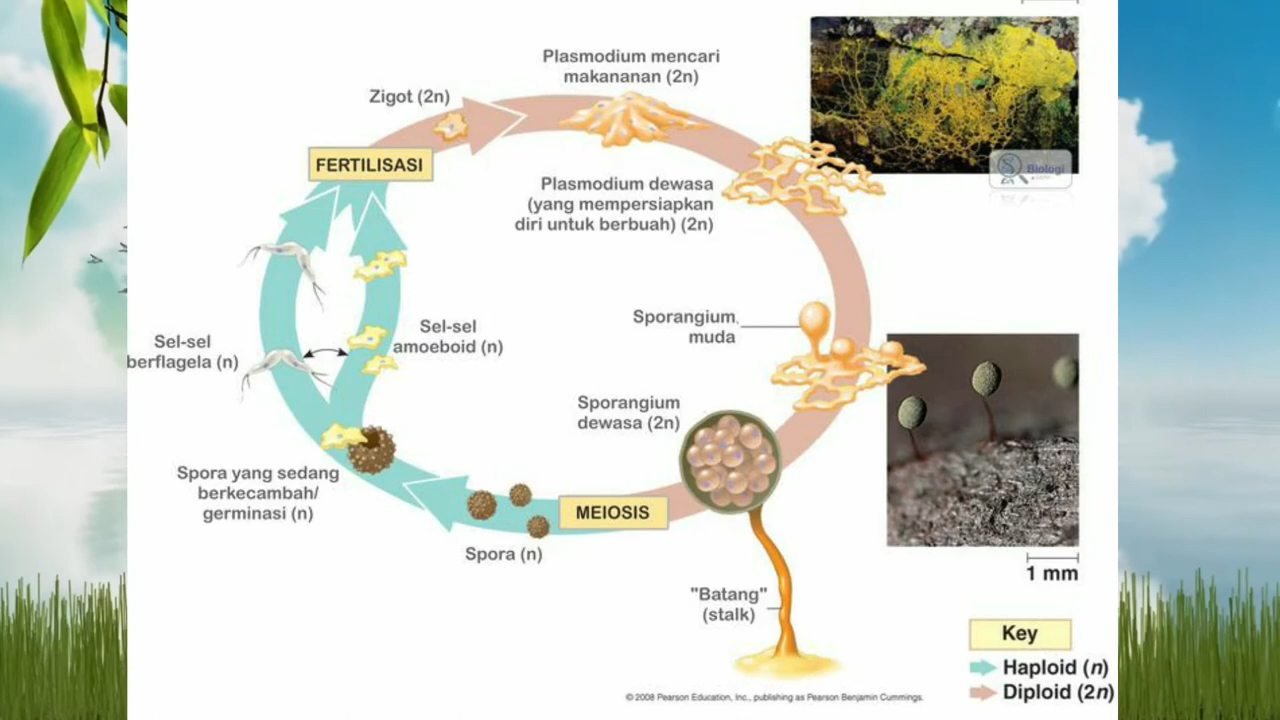 Plasmodium mencari
makananan (2n)
Zigot (2n)
FERTILISASI
Biologi
Plasmodium dewasa
(yang mempersiapkan
diri untuk berbuah) (2n)
Sporangium
muda
Sel-sel
berflagela (n)
Sel-sel
amoeboid (n)
Sporangium
dewasa (2n)
Spora yang sedang
berkecambah/
germinasi (n)
MEIOSIS
Spora (n)
1 mm
"Batang"
(stalk)
Key
Haploid (n)
Diploid (2n)
© 2008 Pearson Education, Inc., publishing as Pearson Benjamin Cummings.